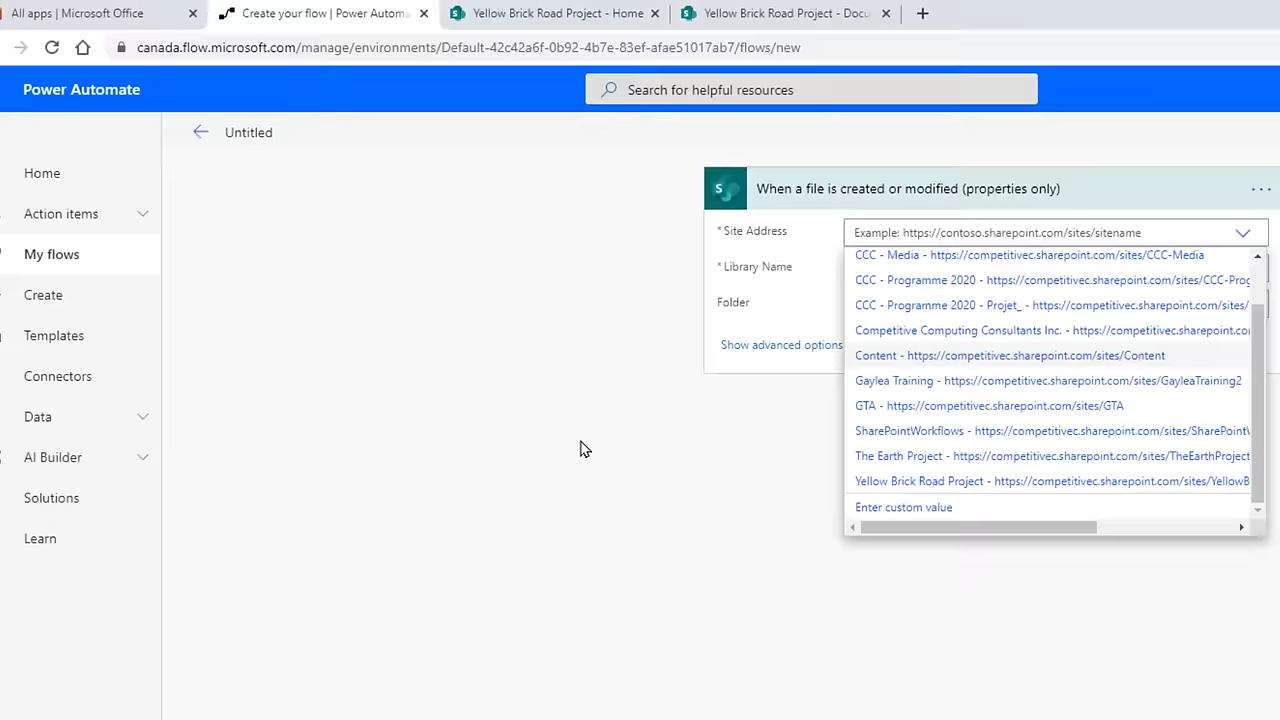 All apps | Microsoft Office
Create your flow | Power Automa
Yellow Brick Road Project - Home
Yellow Brick Road Project - Docu
canada.flow.microsoft.com/manage/environments/Default-42c42a6f-0b92-4b7e-83ef-afae51017ab7/flows/new
Power Automate
Search for helpful resources
Untitled
Home
Action items
My flows
Create
Templates
Connectors
Data
AI Builder
Solutions
Learn
S
When a file is created or modified (properties only)
* Site Address
Example: https://contoso.sharepoint.com/sites/sitename
* Library Name
Folder
Show advanced options
CCC - Media - https://competitivec.sharepoint.com/sites/CCC-Media
CCC - Programme 2020 - https://competitivec.sharepoint.com/sites/CCC-Prog
CCC - Programme 2020 - Projet_ - https://competitivec.sharepoint.com/sites/
Competitive Computing Consultants Inc. - https://competitivec.sharepoint.co
Content - https://competitivec.sharepoint.com/sites/Content
Gaylea Training - https://competitivec.sharepoint.com/sites/GayleaTraining2
GTA - https://competitivec.sharepoint.com/sites/GTA
SharePointWorkflows - https://competitivec.sharepoint.com/sites/SharePoint
The Earth Project - https://competitivec.sharepoint.com/sites/TheEarthProject
Yellow Brick Road Project - https://competitivec.sharepoint.com/sites/YellowB
Enter custom value